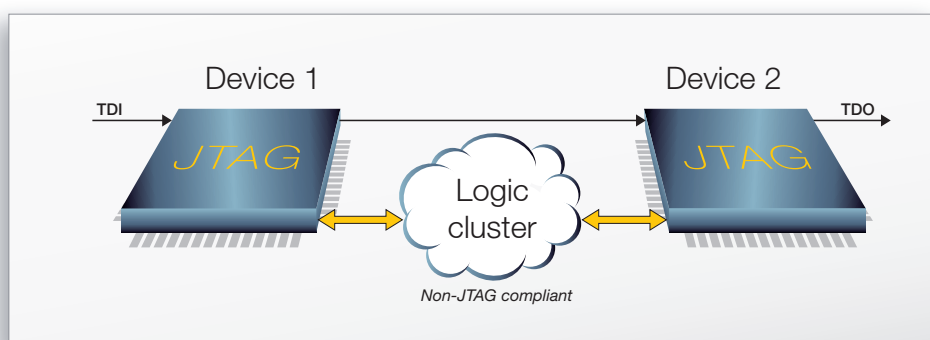 Device 1
Device 2
TDI
TDO
JTAG
JTAG
Logic
cluster
Non-JTAG compliant